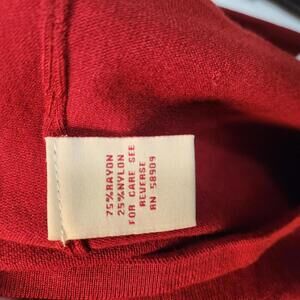 75%RAYON
25%NYLON
FOR CARE SEE
REVERSE
RN 58909